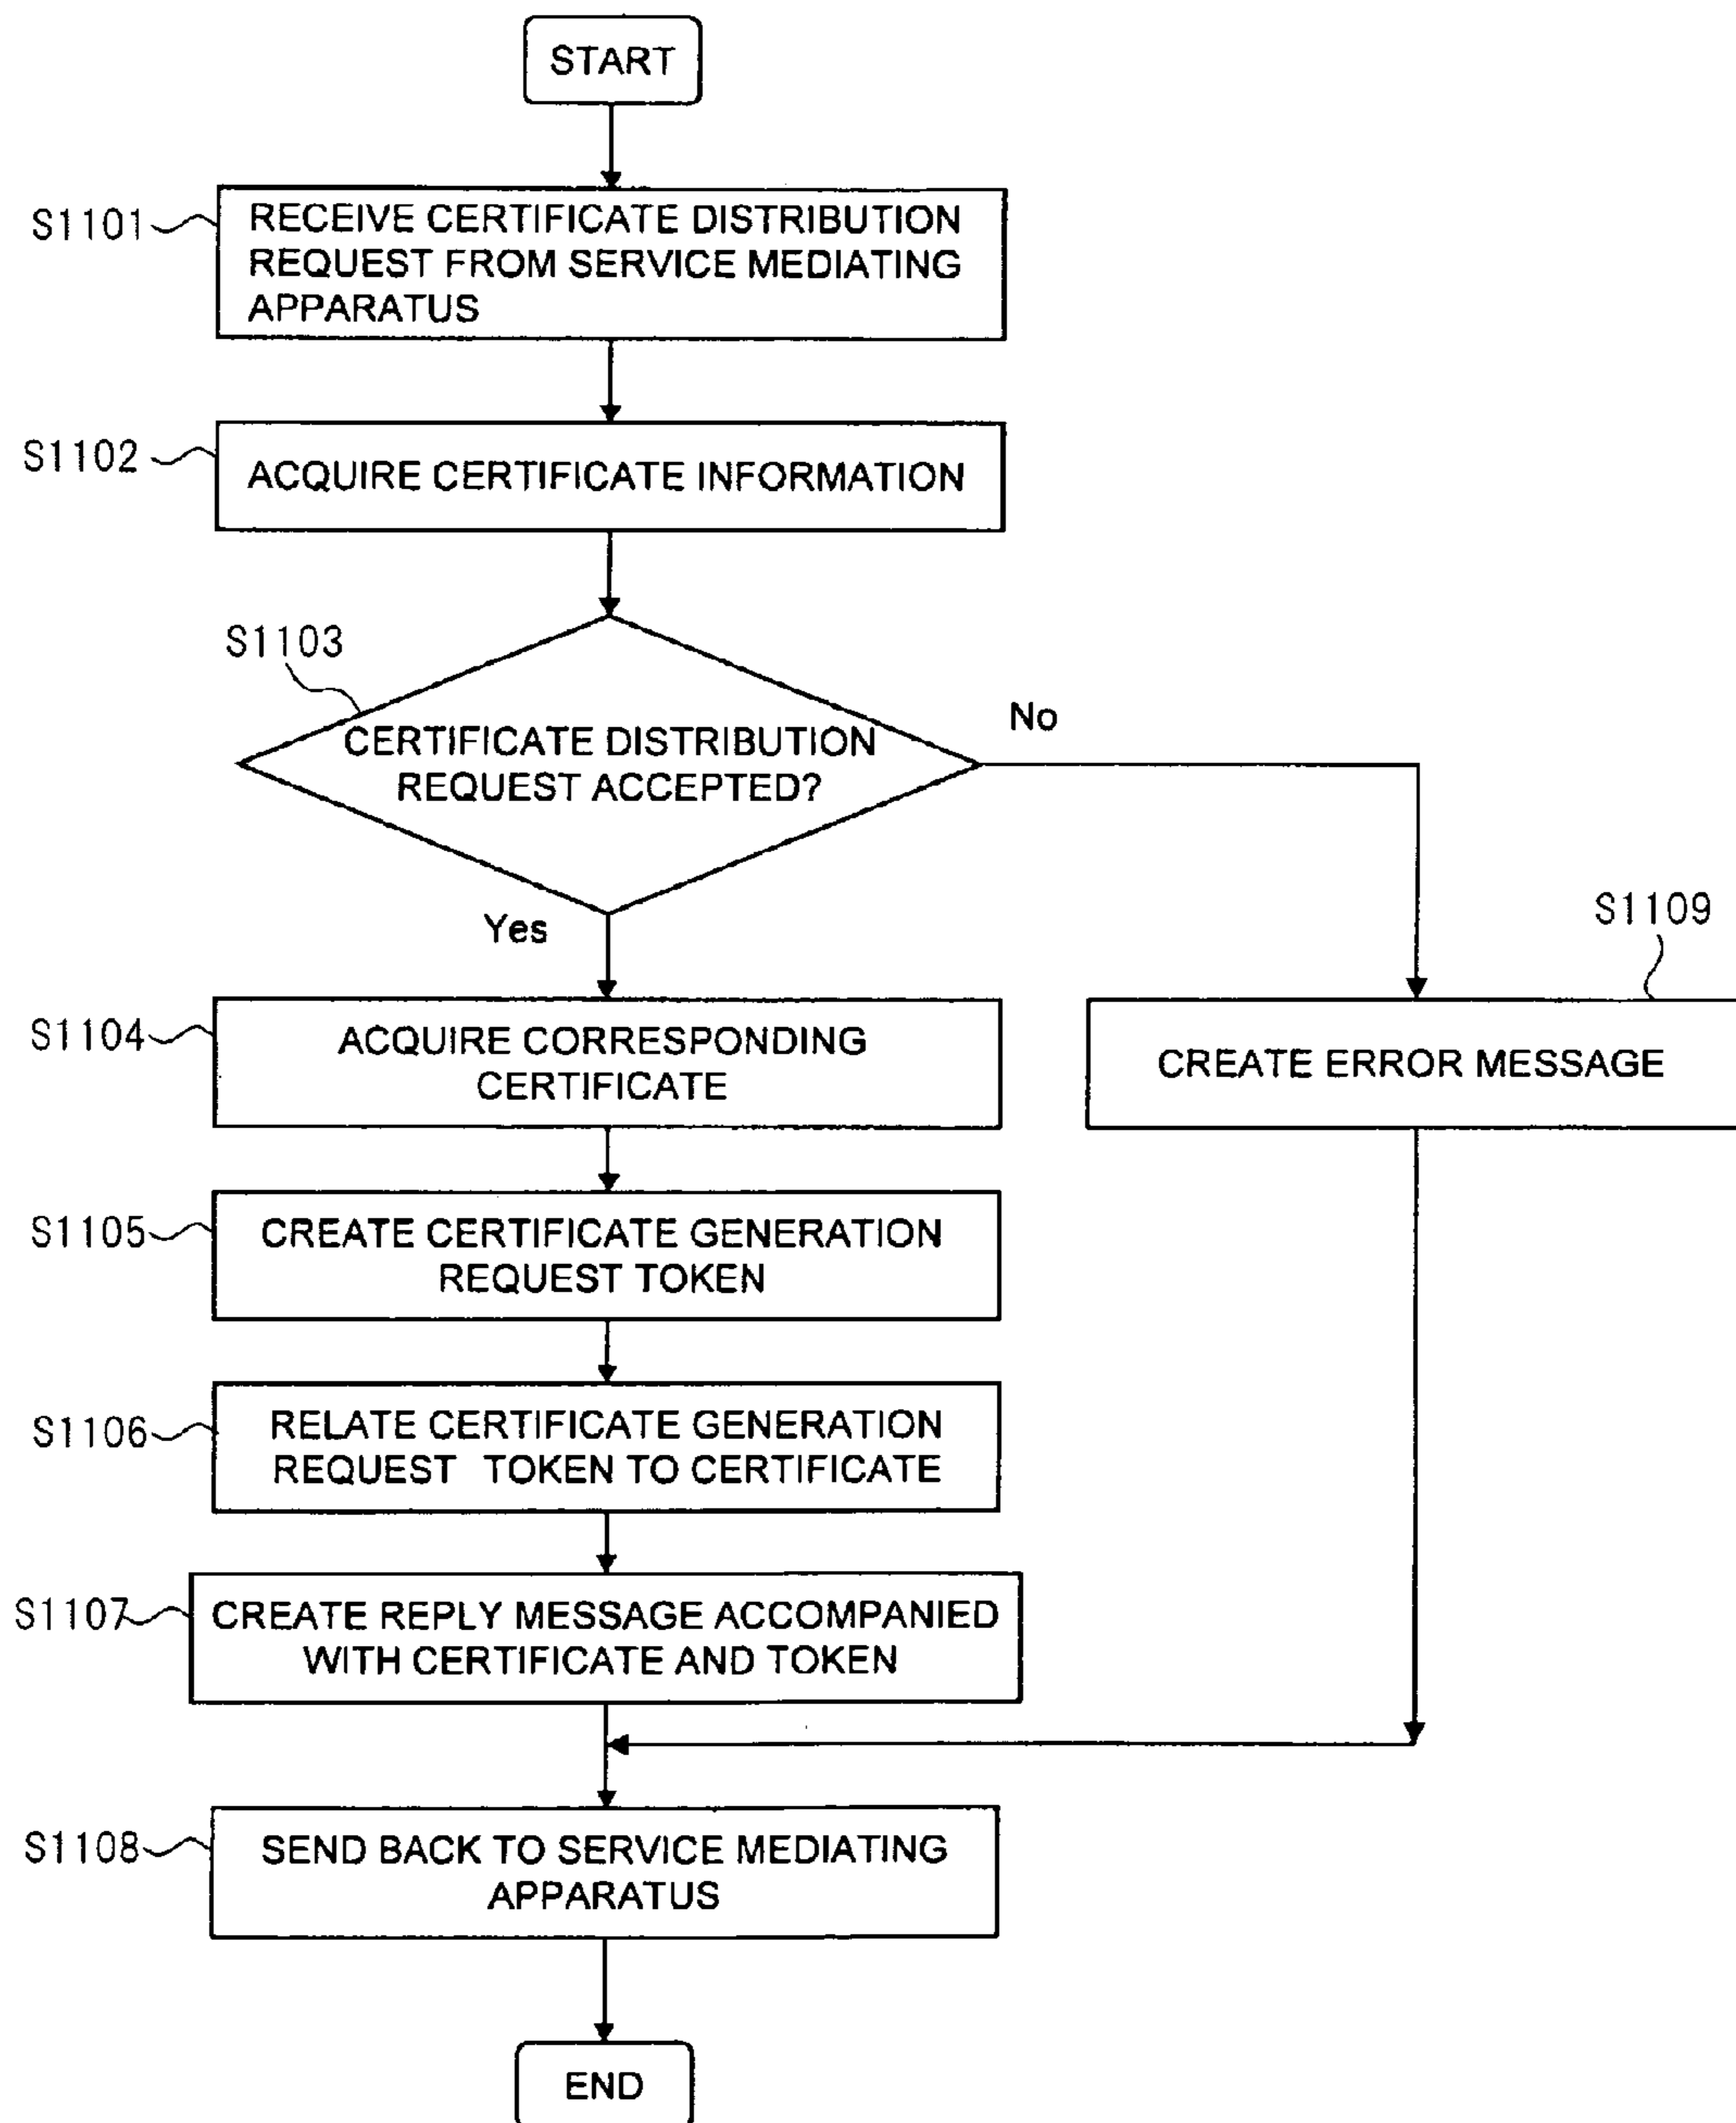 START
S1101
RECEIVE CERTIFICATE DISTRIBUTION
REQUEST FROM SERVICE MEDIATING
APPARATUS
S1102
ACQUIRE CERTIFICATE INFORMATION
S1103
CERTIFICATE DISTRIBUTION
REQUEST ACCEPTED?
No
Yes
S1104
ACQUIRE CORRESPONDING
CERTIFICATE
S1109
CREATE ERROR MESSAGE
S1105
CREATE CERTIFICATE GENERATION
REQUEST TOKEN
S1106
RELATE CERTIFICATE GENERATION
REQUEST TOKEN TO CERTIFICATE
S1107
CREATE REPLY MESSAGE ACCOMPANIED
WITH CERTIFICATE AND TOKEN
S1108
SEND BACK TO SERVICE MEDIATING
APPARATUS
END